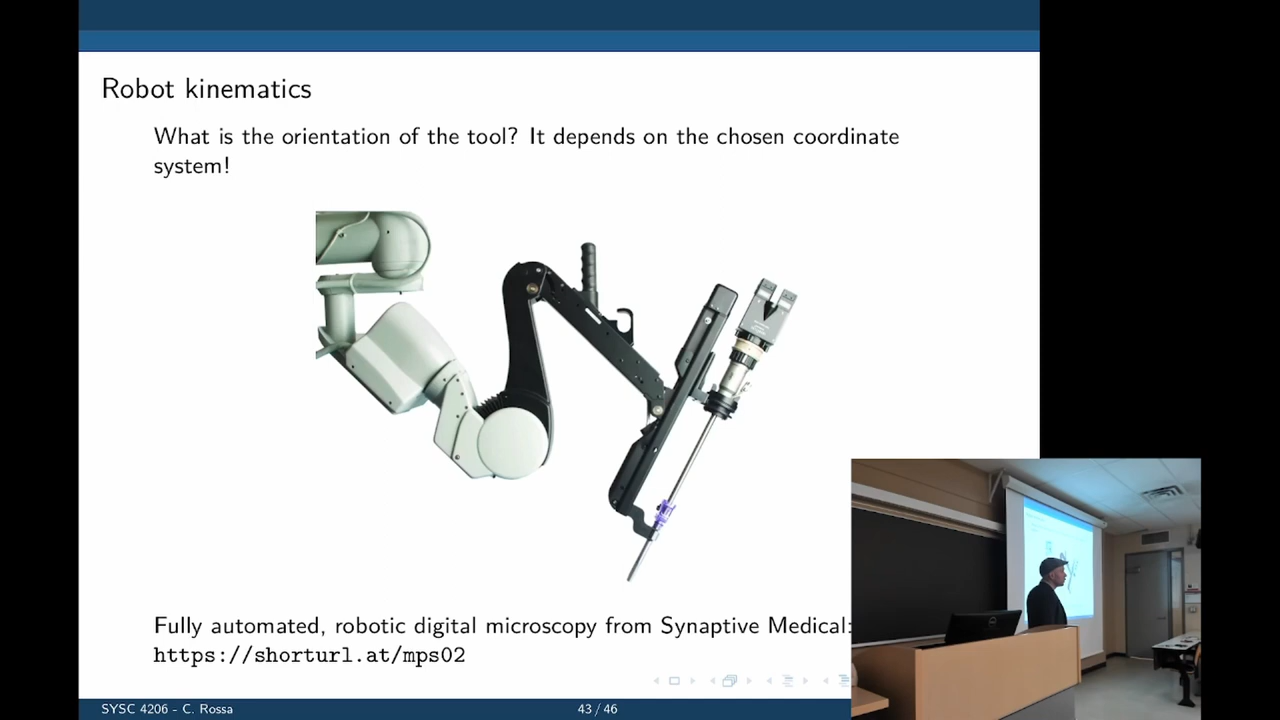 Robot kinematics
What is the orientation of the tool? It depends on the chosen coordinate
system!
Fully automated, robotic digital microscopy from Synaptive Medical:
https://shorturl.at/mps02
SYSC 4206 - C. Rossa
43 / 46